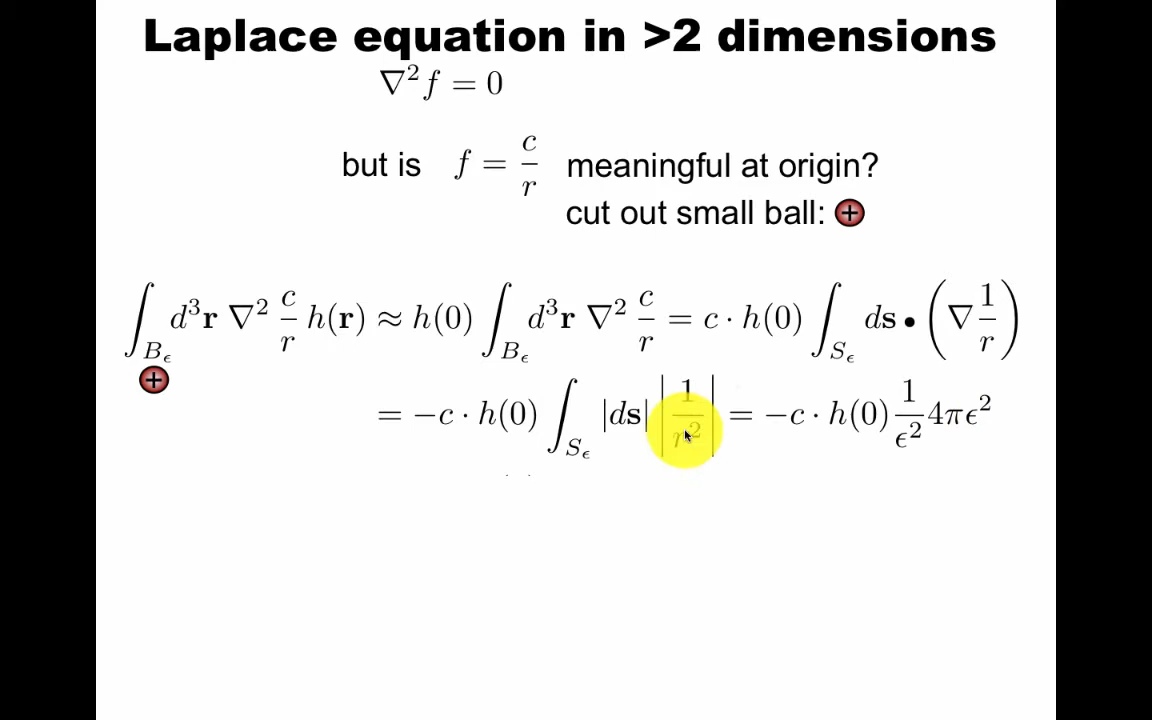 Laplace equation in >2 dimensions
∇²f = 0
but is f = c/r meaningful at origin?
cut out small ball: +
∫_{B_ϵ} d³𝐫 ∇² c/r h(𝐫) ≈ h(0) ∫_{B_ϵ} d³𝐫 ∇² c/r = c · h(0) ∫_{S_ϵ} d𝐬 • (∇ 1/r)
+
= −c · h(0) ∫_{S_ϵ} |d𝐬| |1/r²| = −c · h(0) 1/ϵ² 4πϵ²